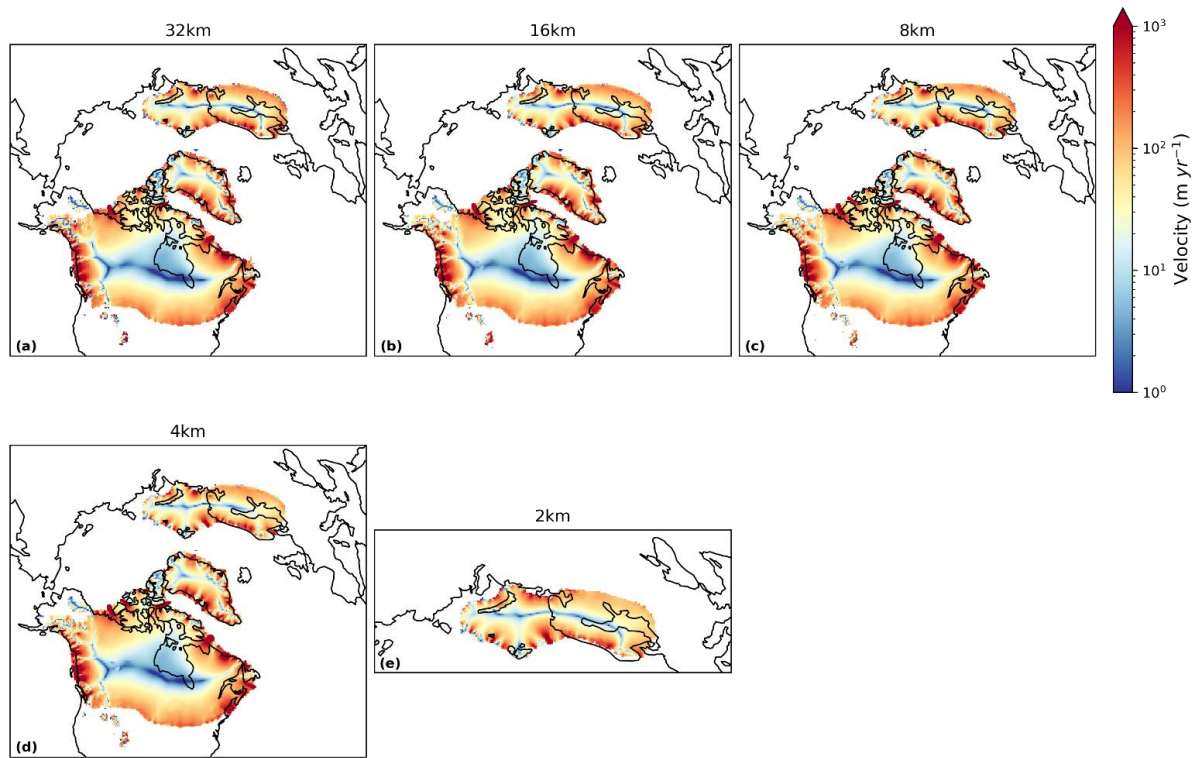 32km
16km
8km
(a)
(b)
(c)
10³
10²
10¹
10⁰
Velocity (m yr⁻¹)
4km
2km
(d)
(e)